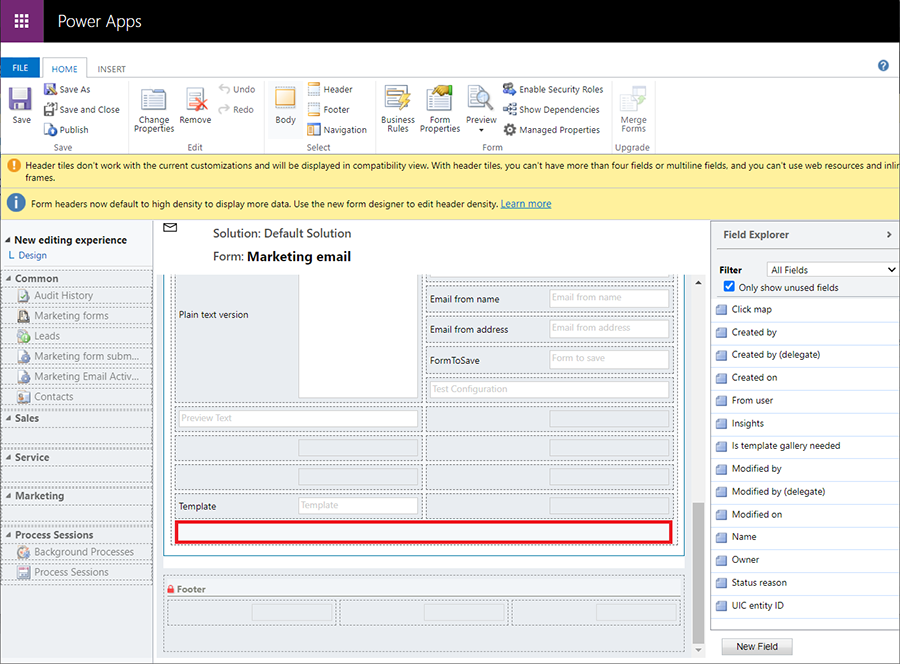 Power Apps
FILE
HOME
INSERT
Save
Save As
Save and Close
Publish
Save
Change
Properties
Remove
Undo
Redo
Edit
Body
Header
Footer
Navigation
Select
Business
Rules
Form
Properties
Preview
Enable Security Roles
Show Dependencies
Managed Properties
Form
Merge
Forms
Upgrade
Header tiles don't work with the current customizations and will be displayed in compatibility view. With header tiles, you can't have more than four fields or multiline fields, and you can't use web resources and inlin
frames.
Form headers now default to high density to display more data. Use the new form designer to edit header density. Learn more
New editing experience
Design
Common
Audit History
Marketing forms
Leads
Marketing form subm...
Marketing Email Activ...
Contacts
Sales
Service
Marketing
Process Sessions
Background Processes
Process Sessions
Solution: Default Solution
Form: Marketing email
Plain text version
Preview Text
Template
Template
Email from name
Email from name
Email from address
Email from address
FormToSave
Form to save
Test Configuration
Footer
Field Explorer
Filter
All Fields
Only show unused fields
Click map
Created by
Created by (delegate)
Created on
From user
Insights
Is template gallery needed
Modified by
Modified by (delegate)
Modified on
Name
Owner
Status reason
UIC entity ID
New Field